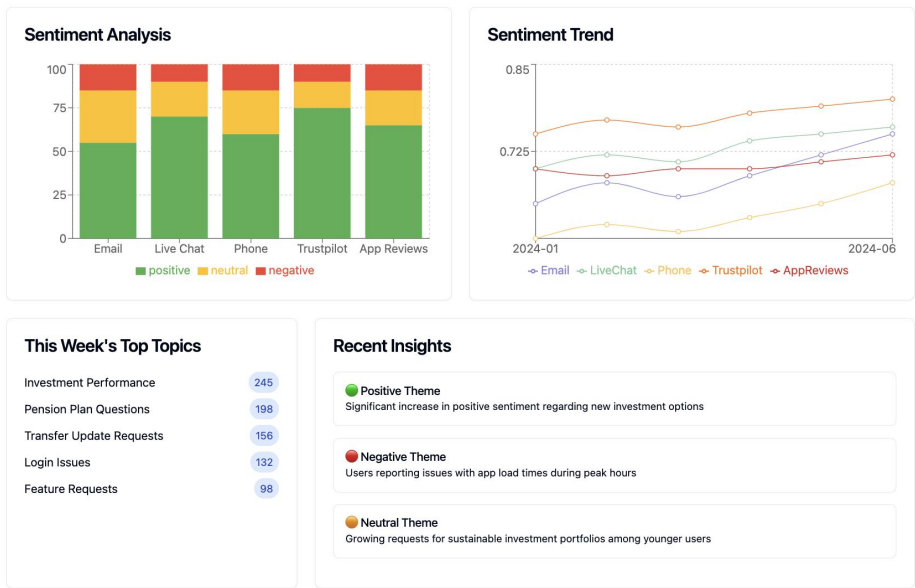 Sentiment Analysis
100
75
50
25
0
Email Live Chat Phone Trustpilot App Reviews
positive neutral negative
Sentiment Trend
0.85
0.725
2024-01 2024-06
Email LiveChat Phone Trustpilot AppReviews
This Week's Top Topics
Investment Performance 245
Pension Plan Questions 198
Transfer Update Requests 156
Login Issues 132
Feature Requests 98
Recent Insights
Positive Theme
Significant increase in positive sentiment regarding new investment options
Negative Theme
Users reporting issues with app load times during peak hours
Neutral Theme
Growing requests for sustainable investment portfolios among younger users